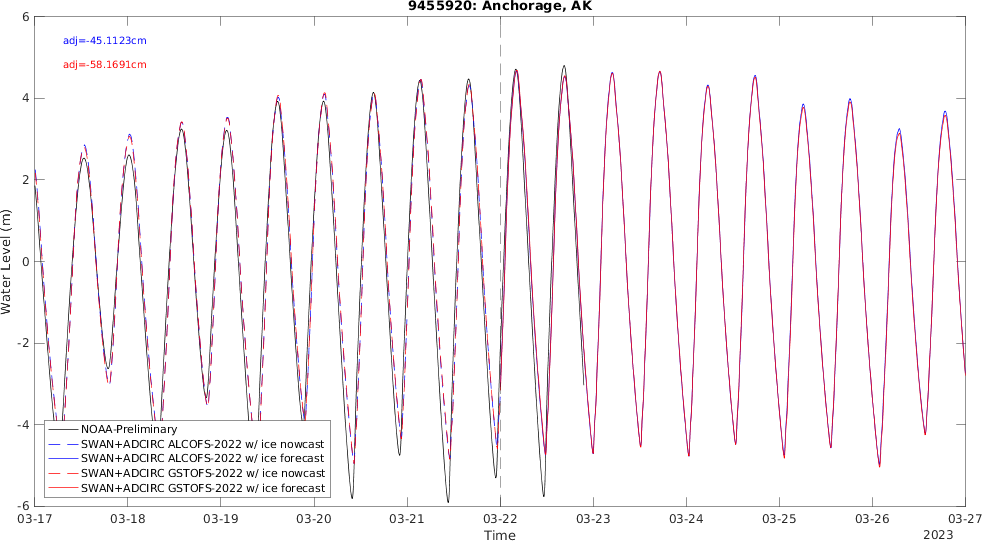 9455920: Anchorage, AK
adj=-45.1123cm
adj=-58.1691cm
Water Level (m)
6
4
2
0
-2
-4
-6
NOAA-Preliminary
SWAN+ADCIRC ALCOFS-2022 w/ ice nowcast
SWAN+ADCIRC ALCOFS-2022 w/ ice forecast
SWAN+ADCIRC GSTOFS-2022 w/ ice nowcast
SWAN+ADCIRC GSTOFS-2022 w/ ice forecast
03-17 03-18 03-19 03-20 03-21 03-22 03-23 03-24 03-25 03-26 03-27
Time
2023